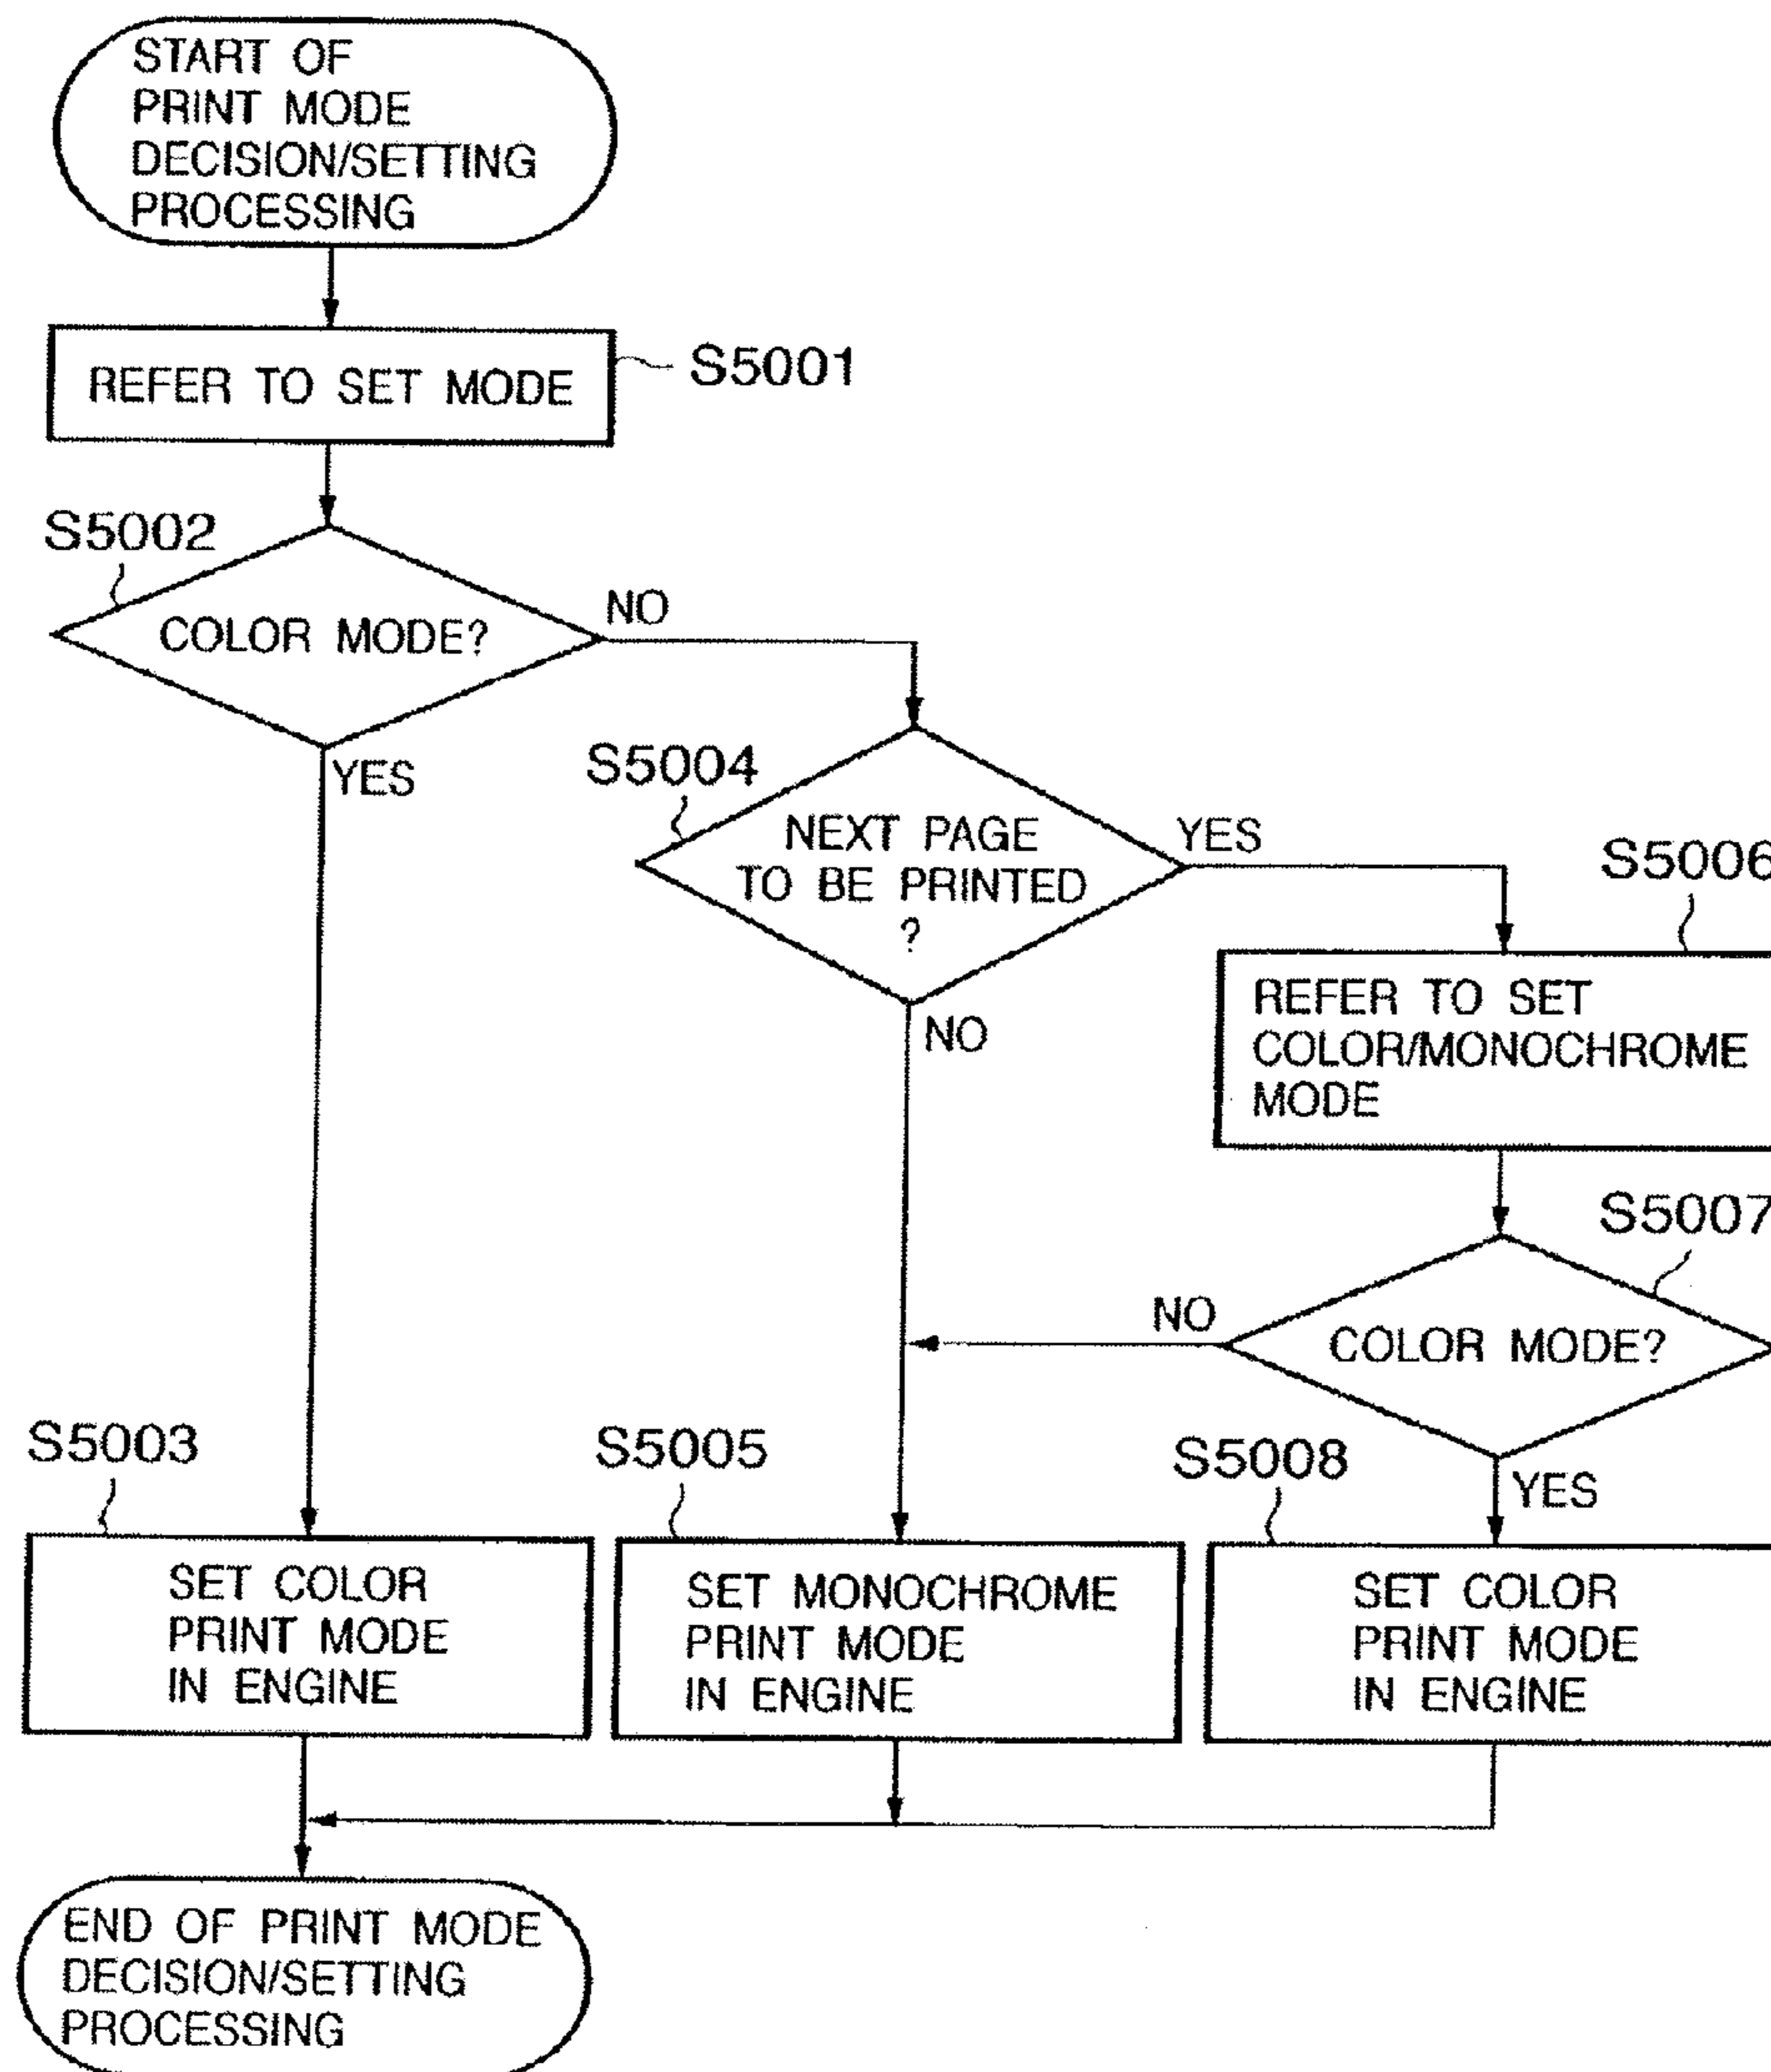 START OF
PRINT MODE
DECISION/SETTING
PROCESSING
REFER TO SET MODE
S5001
S5002
COLOR MODE?
NO
YES
S5004
NEXT PAGE
TO BE PRINTED
?
YES
NO
S5006
REFER TO SET
COLOR/MONOCHROME
MODE
S5007
COLOR MODE?
NO
YES
S5003
SET COLOR
PRINT MODE
IN ENGINE
S5005
SET MONOCHROME
PRINT MODE
IN ENGINE
S5008
SET COLOR
PRINT MODE
IN ENGINE
END OF PRINT MODE
DECISION/SETTING
PROCESSING